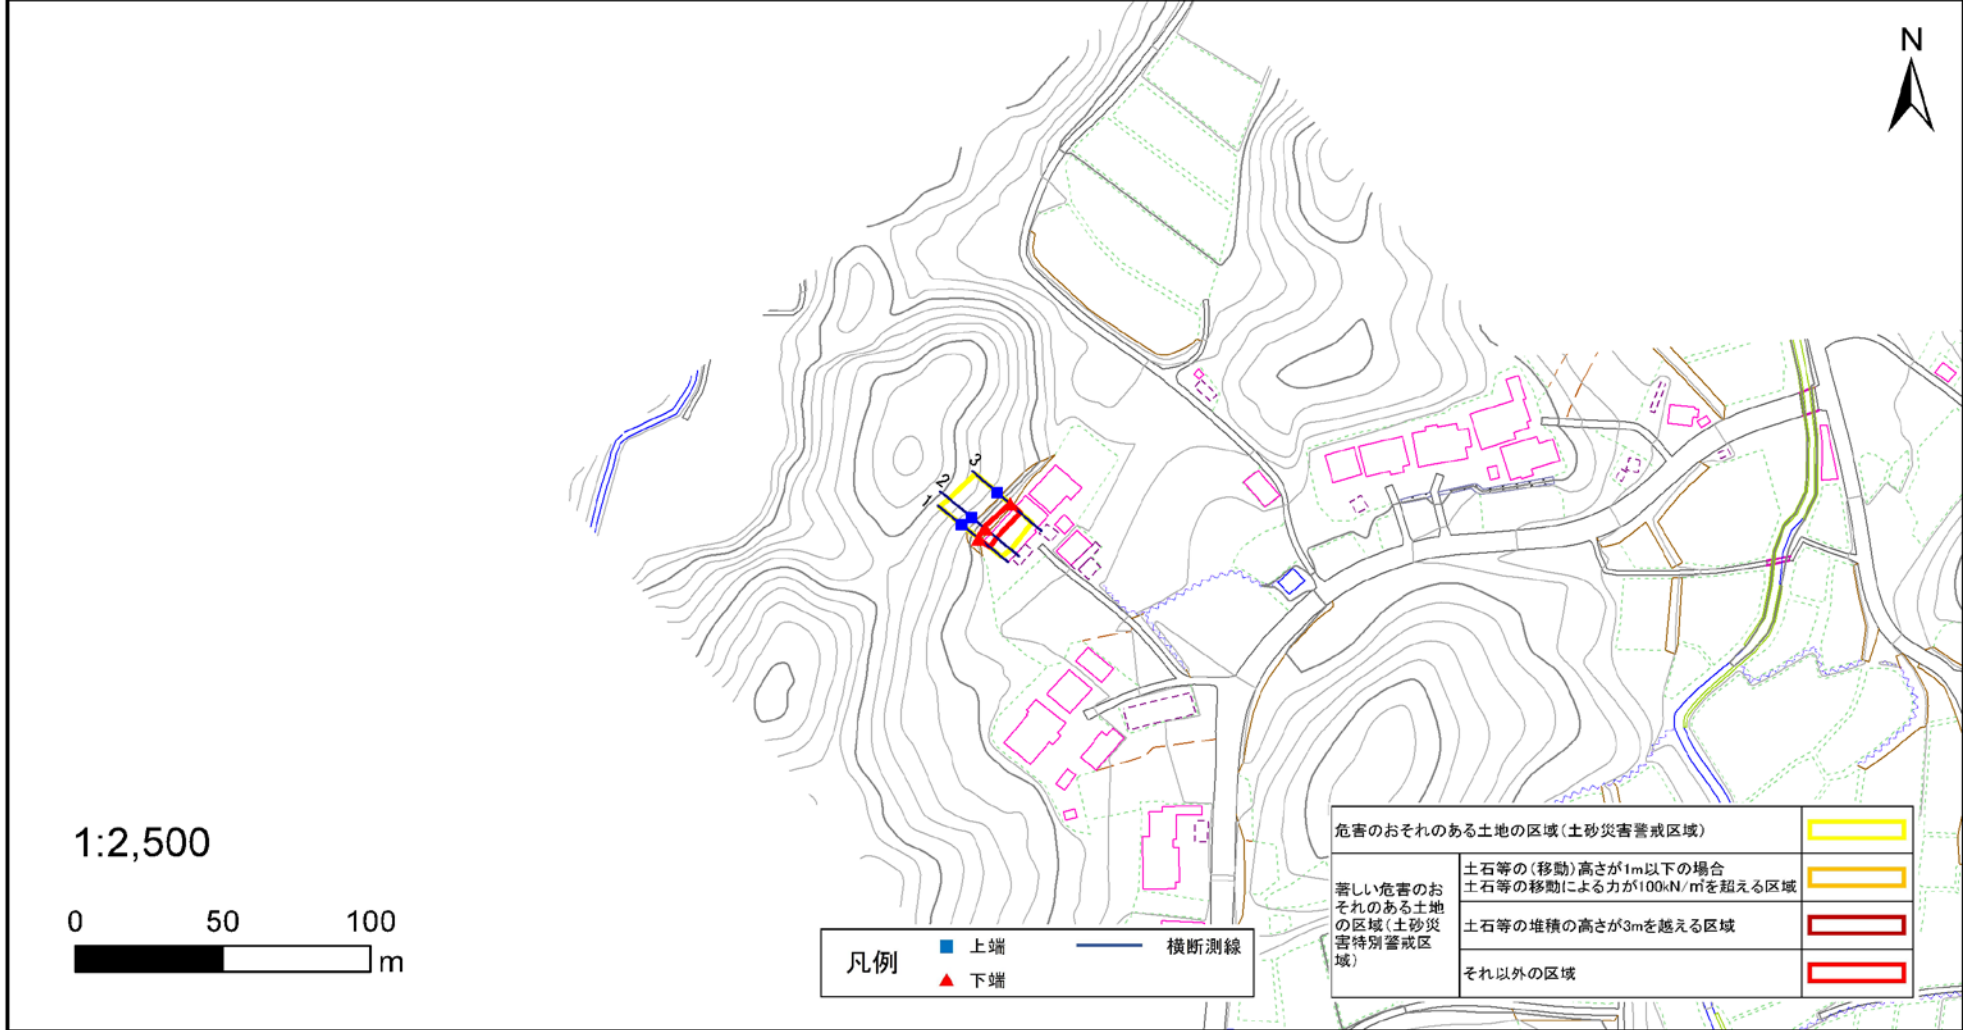 N
3
2
1
1:2,500
0 50 100
m
凡例
上端
横断測線
下端
危害のおそれのある土地の区域(土砂災害警戒区域)
著しい危害のお
それのある土地
の区域(土砂災
害特別警戒区
域)
土石等の(移動)高さが1m以下の場合
土石等の移動による力が100kN/㎡を超える区域
土石等の堆積の高さが3mを越える区域
それ以外の区域